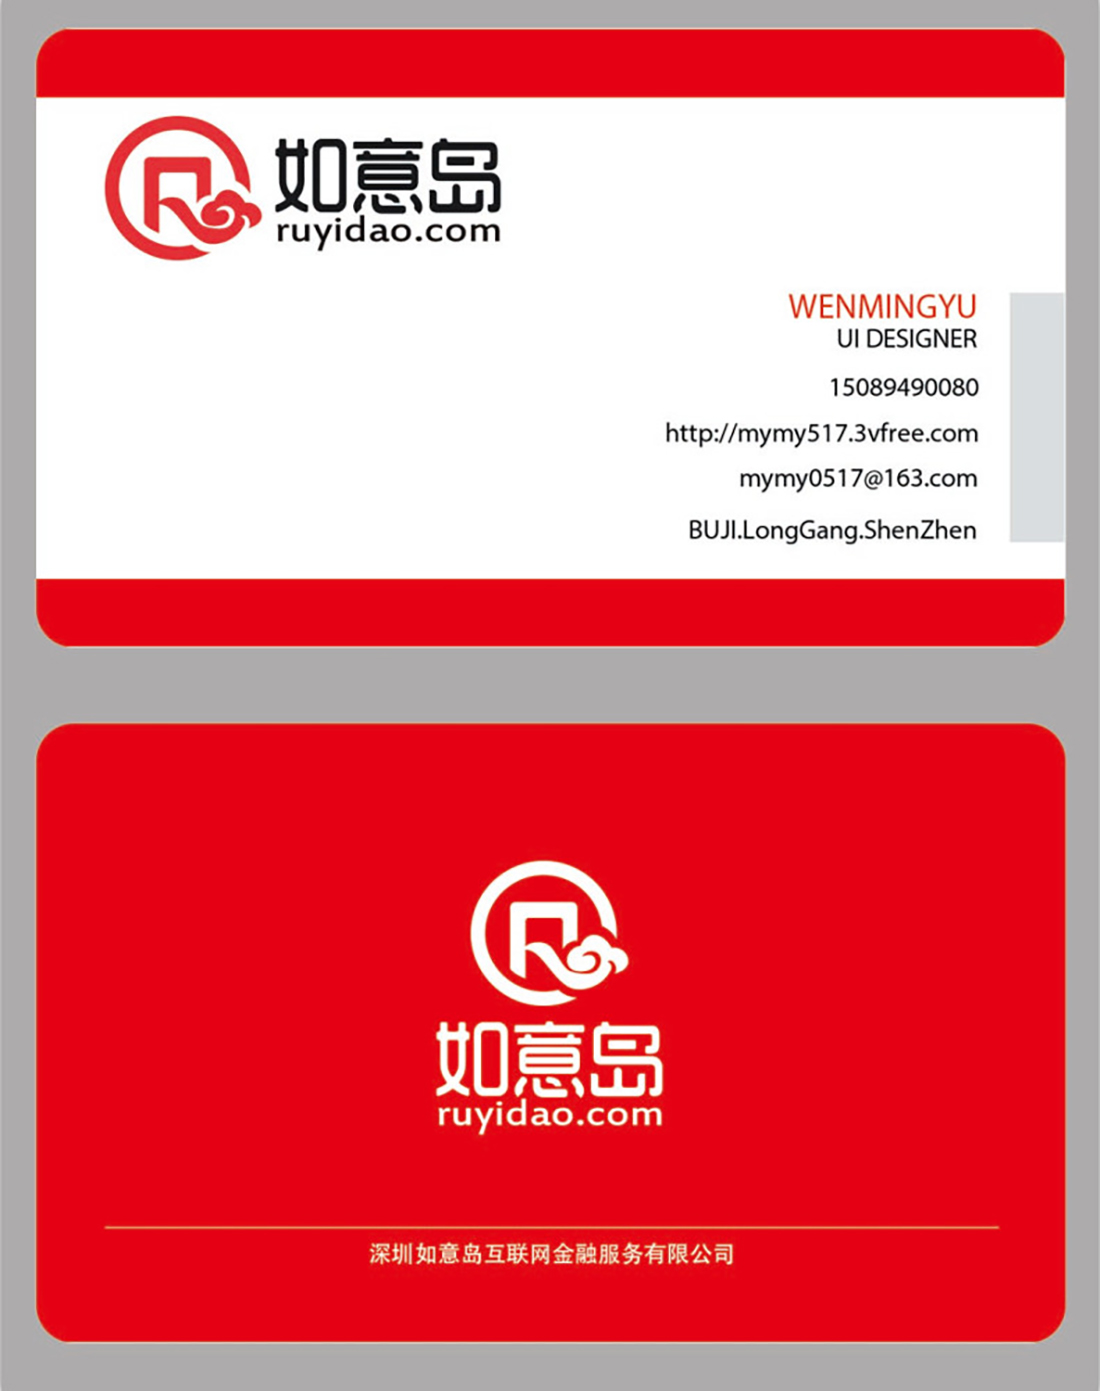 如意岛
ruyidao.com
WENMINGYU
UI DESIGNER
15089490080
http://mymy517.3vfree.com
mymy0517@163.com
BUJI.LongGang.ShenZhen
如意岛
ruyidao.com
深圳如意岛互联网金融服务有限公司